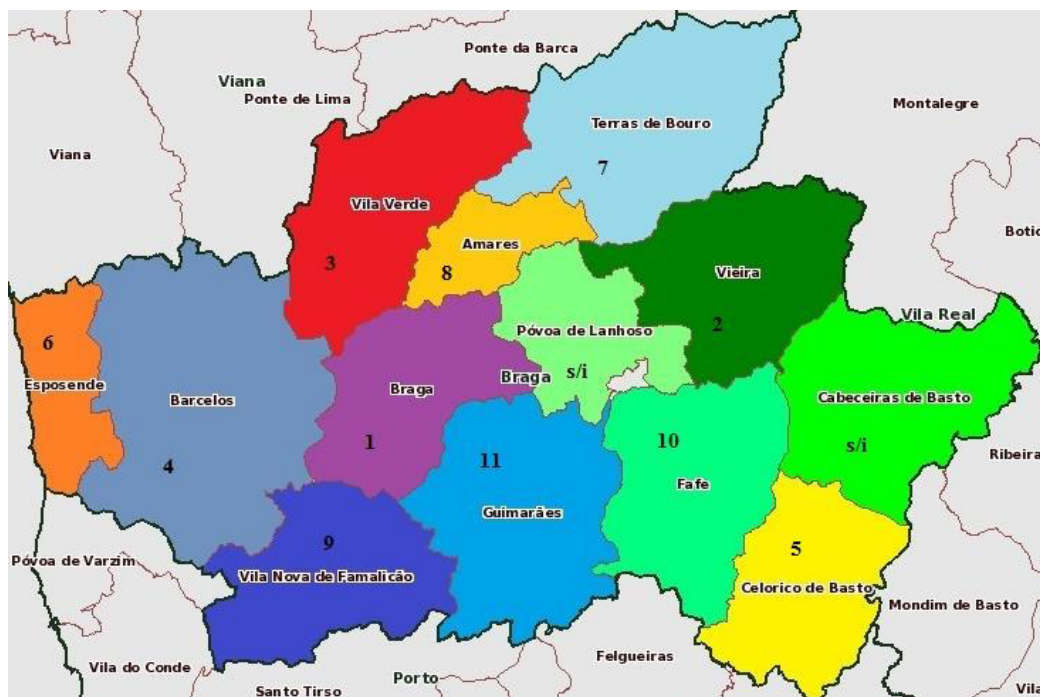 Ponte da Barca
Viana
Ponte de Lima
Montalegre
Terras de Bouro
Viana
7
Vila Verde
Botic
Amares
3
8
Vieira
Vila Real
Póvoa de Lanhoso
2
6
s/i
Esposende
Braga
Braga
Barcelos
Cabeceiras de Basto
1
10
s/i
4
11
Ribeira
Fafe
Guimarães
9
5
Póvoa de Varzim
Vila Nova de Famalicão
Celorico de Basto
Mondim de Basto
Felgueiras
Vila do Conde
Porto
Santo Tirso
Vila